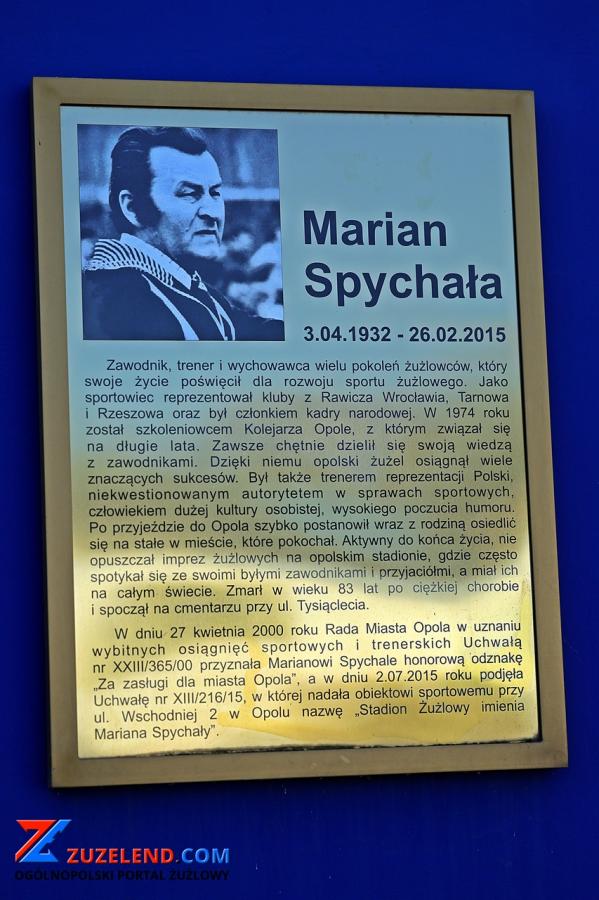 Marian
Spychała
3.04.1932 - 26.02.2015
Zawodnik, trener i wychowawca wielu pokoleń żużlowców, który
swoje życie poświęcił dla rozwoju sportu żużlowego. Jako
sportowiec reprezentował kluby z Rawicza Wrocławia, Tarnowa
i Rzeszowa oraz był członkiem kadry narodowej. W 1974 roku
został szkoleniowcem Kolejarza Opole, z którym związał się
na długie lata. Zawsze chętnie dzielił się swoją wiedzą
z zawodnikami. Dzięki niemu opolski żużel osiągnął wiele
znaczących sukcesów. Był także trenerem reprezentacji Polski,
niekwestionowanym autorytetem w sprawach sportowych,
człowiekiem dużej kultury osobistej, wysokiego poczucia humoru.
Po przyjeździe do Opola szybko postanowił wraz z rodziną osiedlić
się na stałe w mieście, które pokochał. Aktywny do końca życia, nie
opuszczał imprez żużlowych na opolskim stadionie, gdzie często
spotykał się ze swoimi byłymi zawodnikami i przyjaciółmi, a miał ich
na całym świecie. Zmarł w wieku 83 lat po ciężkiej chorobie
i spoczął na cmentarzu przy ul. Tysiąclecia.
W dniu 27 kwietnia 2000 roku Rada Miasta Opola w uznaniu
wybitnych osiągnięć sportowych i trenerskich Uchwałą
nr XXIII/365/00 przyznała Marianowi Spychale honorową odznakę
„Za zasługi dla miasta Opola”, a w dniu 2.07.2015 roku podjęła
Uchwałę nr XIII/216/15, w której nadała obiektowi sportowemu przy
ul. Wschodniej 2 w Opolu nazwę „Stadion Żużlowy imienia
Mariana Spychały”.
ZUZELEND.COM
OGÓLNOPOLSKI PORTAL ŻUŻLOWY